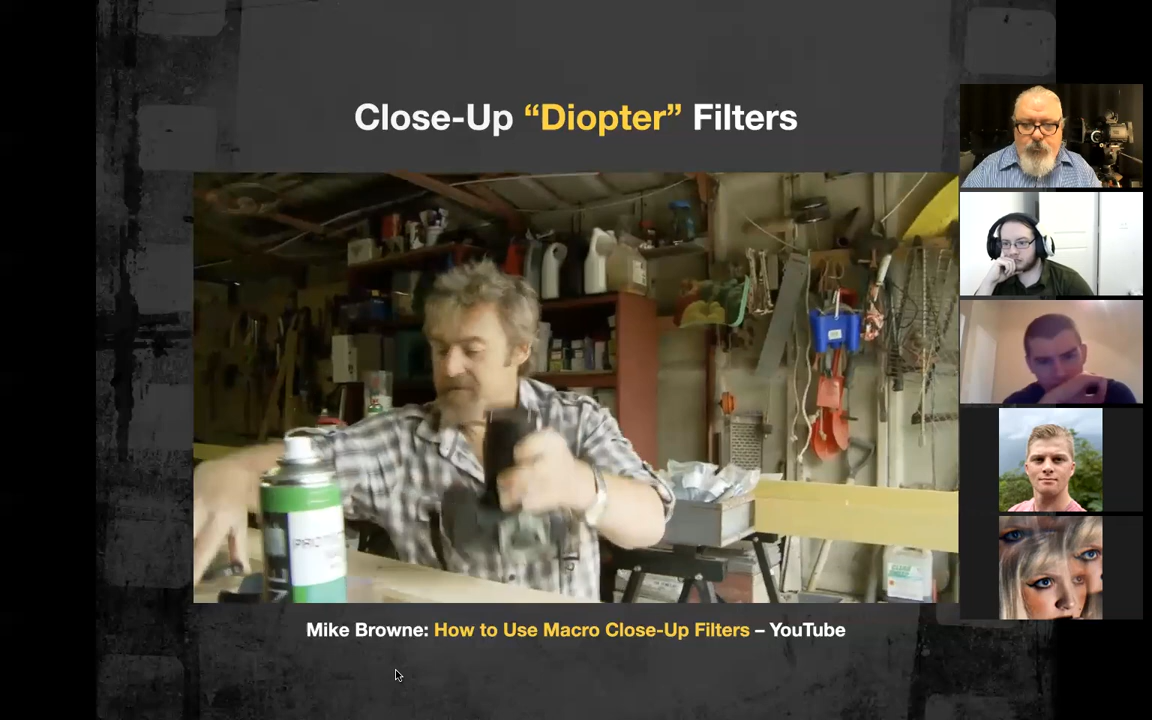 Close-Up “Diopter” Filters
Mike Browne: How to Use Macro Close-Up Filters – YouTube